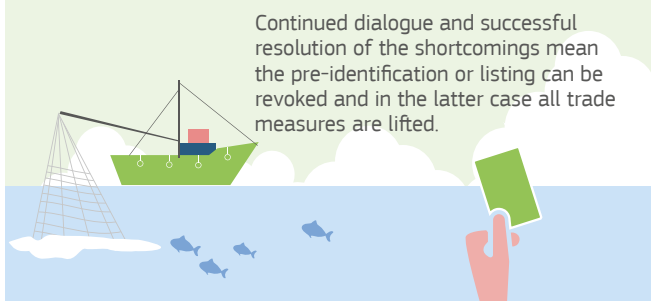 Continued dialogue and successful
resolution of the shortcomings mean
the pre-identification or listing can be
revoked and in the latter case all trade
measures are lifted.